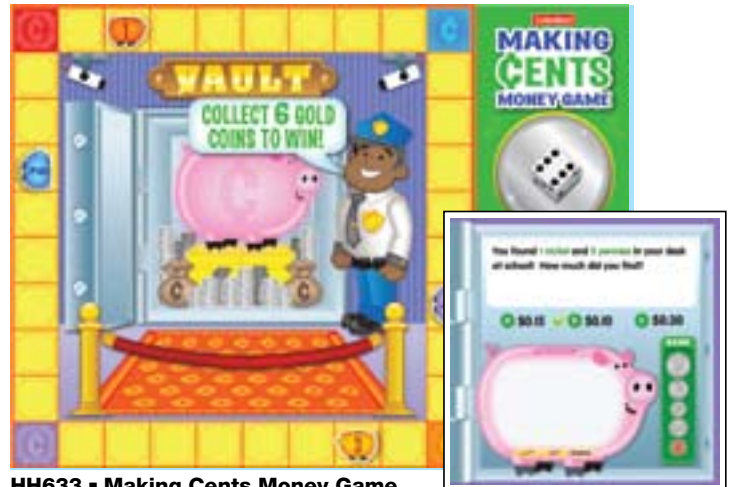 VAULT
COLLECT 6 GOLD
COINS TO WIN!
MAKING
CENTS
MONEY GAME
You found 1 nickel and 5 pennies in your desk
at school! How much did you find?
$0.15
$0.10
$0.30
HH633 ▪ Making Cents Money Game